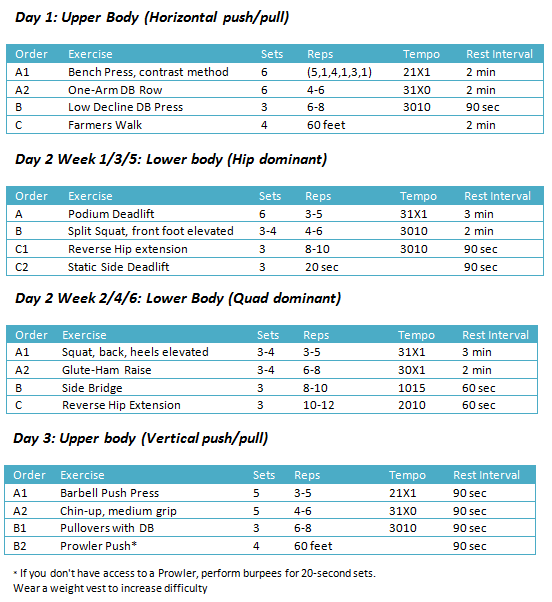 Day 1: Upper Body (Horizontal push/pull)
Order Exercise Sets Reps Tempo Rest Interval
A1 Bench Press, contrast method 6 (5,1,4,1,3,1) 21X1 2 min
A2 One-Arm DB Row 6 4-6 31X0 2 min
B Low Decline DB Press 3 6-8 3010 90 sec
C Farmers Walk 4 60 feet 2 min
Day 2 Week 1/3/5: Lower body (Hip dominant)
Order Exercise Sets Reps Tempo Rest Interval
A Podium Deadlift 6 3-5 31X1 3 min
B Split Squat, front foot elevated 3-4 4-6 3010 2 min
C1 Reverse Hip extension 3 8-10 3010 90 sec
C2 Static Side Deadlift 3 20 sec 90 sec
Day 2 Week 2/4/6: Lower Body (Quad dominant)
Order Exercise Sets Reps Tempo Rest Interval
A1 Squat, back, heels elevated 3-4 3-5 31X1 3 min
A2 Glute-Ham Raise 3-4 6-8 30X1 2 min
B Side Bridge 3 8-10 1015 60 sec
C Reverse Hip Extension 3 10-12 2010 60 sec
Day 3: Upper body (Vertical push/pull)
Order Exercise Sets Reps Tempo Rest Interval
A1 Barbell Push Press 5 3-5 21X1 90 sec
A2 Chin-up, medium grip 5 4-6 31X0 90 sec
B1 Pullovers with DB 3 6-8 3010 90 sec
B2 Prowler Push* 4 60 feet 90 sec
* If you don't have access to a Prowler, perform burpees for 20-second sets.
Wear a weight vest to increase difficulty